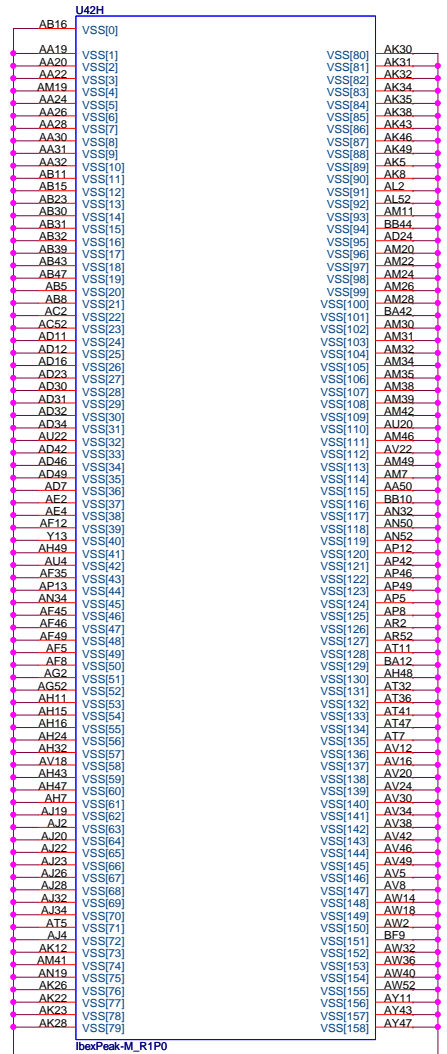 U42H
AB16 VSS[0]
AA19 VSS[1] VSS[80] AK30
AA20 VSS[2] VSS[81] AK31
AA22 VSS[3] VSS[82] AK32
AM19 VSS[4] VSS[83] AK34
AA24 VSS[5] VSS[84] AK35
AA26 VSS[6] VSS[85] AK38
AA28 VSS[7] VSS[86] AK43
AA30 VSS[8] VSS[87] AK46
AA31 VSS[9] VSS[88] AK49
AA32 VSS[10] VSS[89] AK5
AB11 VSS[11] VSS[90] AK8
AB15 VSS[12] VSS[91] AL2
AB23 VSS[13] VSS[92] AL52
AB30 VSS[14] VSS[93] AM11
AB31 VSS[15] VSS[94] BB44
AB32 VSS[16] VSS[95] AD24
AB39 VSS[17] VSS[96] AM20
AB43 VSS[18] VSS[97] AM22
AB47 VSS[19] VSS[98] AM24
AB5 VSS[20] VSS[99] AM26
AB8 VSS[21] VSS[100] AM28
AC2 VSS[22] VSS[101] BA42
AC52 VSS[23] VSS[102] AM30
AD11 VSS[24] VSS[103] AM31
AD12 VSS[25] VSS[104] AM32
AD16 VSS[26] VSS[105] AM34
AD23 VSS[27] VSS[106] AM35
AD30 VSS[28] VSS[107] AM38
AD31 VSS[29] VSS[108] AM39
AD32 VSS[30] VSS[109] AM42
AD34 VSS[31] VSS[110] AU20
AU22 VSS[32] VSS[111] AM46
AD42 VSS[33] VSS[112] AV22
AD46 VSS[34] VSS[113] AM49
AD49 VSS[35] VSS[114] AM7
AD7 VSS[36] VSS[115] AA50
AE2 VSS[37] VSS[116] BB10
AE4 VSS[38] VSS[117] AN32
AF12 VSS[39] VSS[118] AN50
Y13 VSS[40] VSS[119] AN52
AH49 VSS[41] VSS[120] AP12
AU4 VSS[42] VSS[121] AP42
AF35 VSS[43] VSS[122] AP46
AP13 VSS[44] VSS[123] AP49
AN34 VSS[45] VSS[124] AP5
AF45 VSS[46] VSS[125] AP8
AF46 VSS[47] VSS[126] AR2
AF49 VSS[48] VSS[127] AR52
AF5 VSS[49] VSS[128] AT11
AF8 VSS[50] VSS[129] BA12
AG2 VSS[51] VSS[130] AH48
AG52 VSS[52] VSS[131] AT32
AH11 VSS[53] VSS[132] AT36
AH15 VSS[54] VSS[133] AT41
AH16 VSS[55] VSS[134] AT47
AH24 VSS[56] VSS[135] AT7
AH32 VSS[57] VSS[136] AV12
AV18 VSS[58] VSS[137] AV16
AH43 VSS[59] VSS[138] AV20
AH47 VSS[60] VSS[139] AV24
AH7 VSS[61] VSS[140] AV30
AJ19 VSS[62] VSS[141] AV34
AJ2 VSS[63] VSS[142] AV38
AJ20 VSS[64] VSS[143] AV42
AJ22 VSS[65] VSS[144] AV46
AJ23 VSS[66] VSS[145] AV49
AJ26 VSS[67] VSS[146] AV5
AJ28 VSS[68] VSS[147] AV8
AJ32 VSS[69] VSS[148] AW14
AJ34 VSS[70] VSS[149] AW18
AT5 VSS[71] VSS[150] AW2
AJ4 VSS[72] VSS[151] BF9
AK12 VSS[73] VSS[152] AW32
AM41 VSS[74] VSS[153] AW36
AN19 VSS[75] VSS[154] AW40
AK26 VSS[76] VSS[155] AW52
AK22 VSS[77] VSS[156] AY11
AK23 VSS[78] VSS[157] AY43
AK28 VSS[79] VSS[158] AY47
IbexPeak-M_R1P0